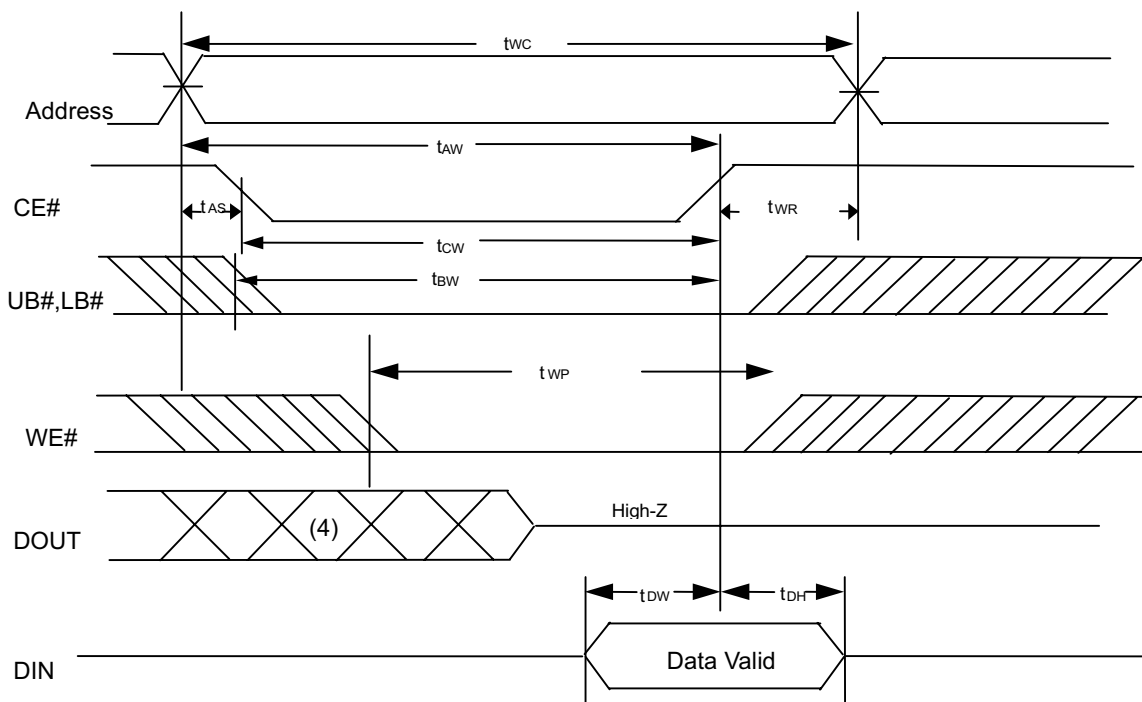 tWC
Address
tAW
CE#
tAS
tWR
tCW
tBW
UB#,LB#
tWP
WE#
DOUT
(4)
High-Z
tDW
tDH
DIN
Data Valid